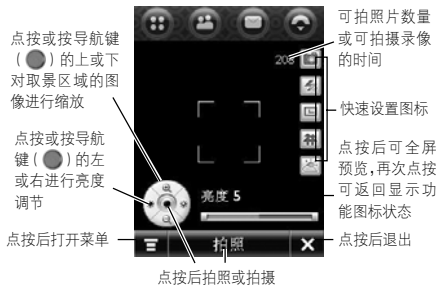 点按或按导航键
（ ）的上或下
对取景区域的图
像进行缩放
点按或按导航
键（ ）的左
或右进行亮度
调节
点按后打开菜单
可拍照片数量
或可拍摄录像
的时间
快速设置图标
点按后可全屏
预览，再次点按
可返回显示功
能图标状态
点按后退出
208
亮度 5
拍照
点按后拍照或拍摄